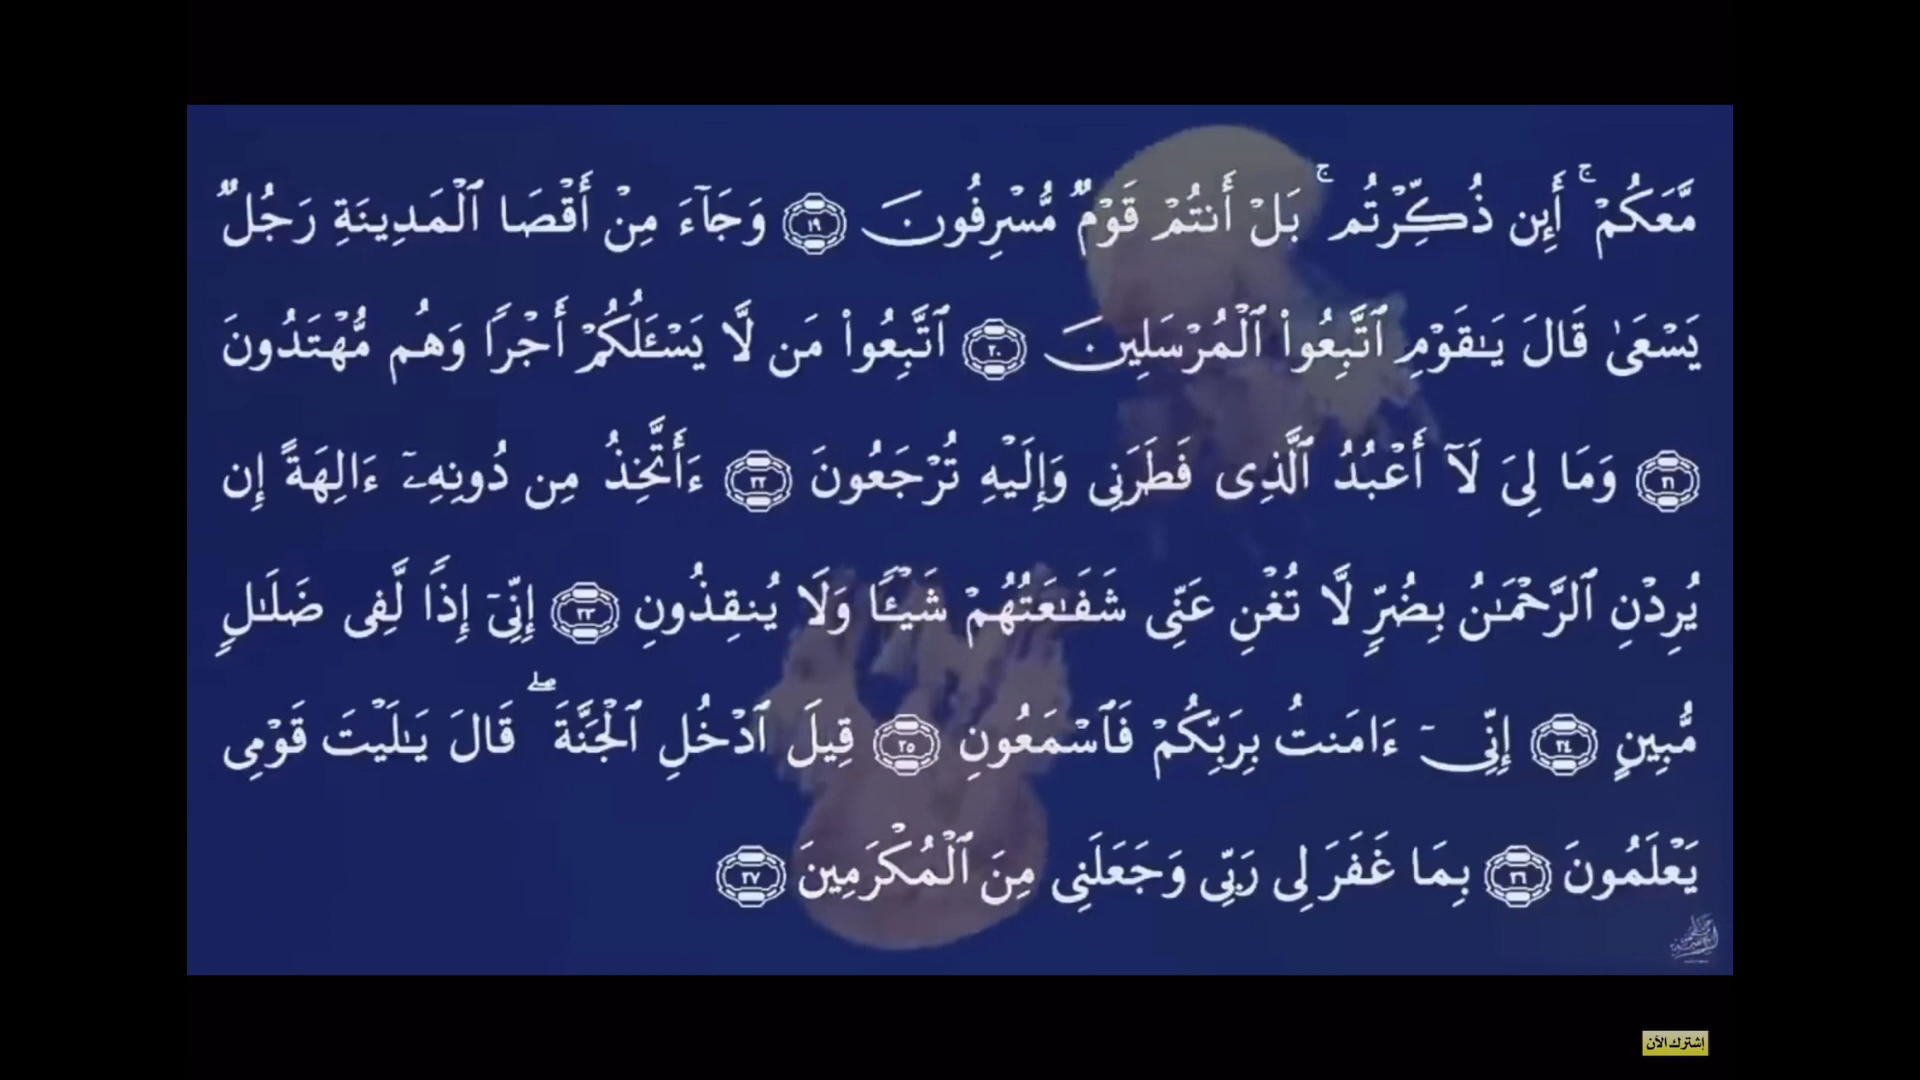 مَّعَكُمْ ۚ أَئِن ذُكِّرْتُم ۚ بَلْ أَنتُمْ قَوْمٌ مُّسْرِفُونَ ١٩ وَجَآءَ مِنْ أَقْصَا ٱلْمَدِينَةِ رَجُلٌ
يَسْعَىٰ قَالَ يَـٰقَوْمِ ٱتَّبِعُوا۟ ٱلْمُرْسَلِينَ ٢٠ ٱتَّبِعُوا۟ مَن لَّا يَسْـَٔلُكُمْ أَجْرًا وَهُم مُّهْتَدُونَ
٢١ وَمَا لِىَ لَآ أَعْبُدُ ٱلَّذِى فَطَرَنِى وَإِلَيْهِ تُرْجَعُونَ ٢٢ ءَأَتَّخِذُ مِن دُونِهِۦٓ ءَالِهَةً إِن
يُرِدْنِ ٱلرَّحْمَـٰنُ بِضُرٍّ لَّا تُغْنِ عَنِّى شَفَـٰعَتُهُمْ شَيْـًٔا وَلَا يُنقِذُونِ ٢٣ إِنِّىٓ إِذًا لَّفِى ضَلَـٰلٍ
مُّبِينٍ ٢٤ إِنِّىٓ ءَامَنتُ بِرَبِّكُمْ فَٱسْمَعُونِ ٢٥ قِيلَ ٱدْخُلِ ٱلْجَنَّةَ ۖ قَالَ يَـٰلَيْتَ قَوْمِى
يَعْلَمُونَ ٢٦ بِمَا غَفَرَ لِى رَبِّى وَجَعَلَنِى مِنَ ٱلْمُكْرَمِينَ ٢٧
إشترك الآن